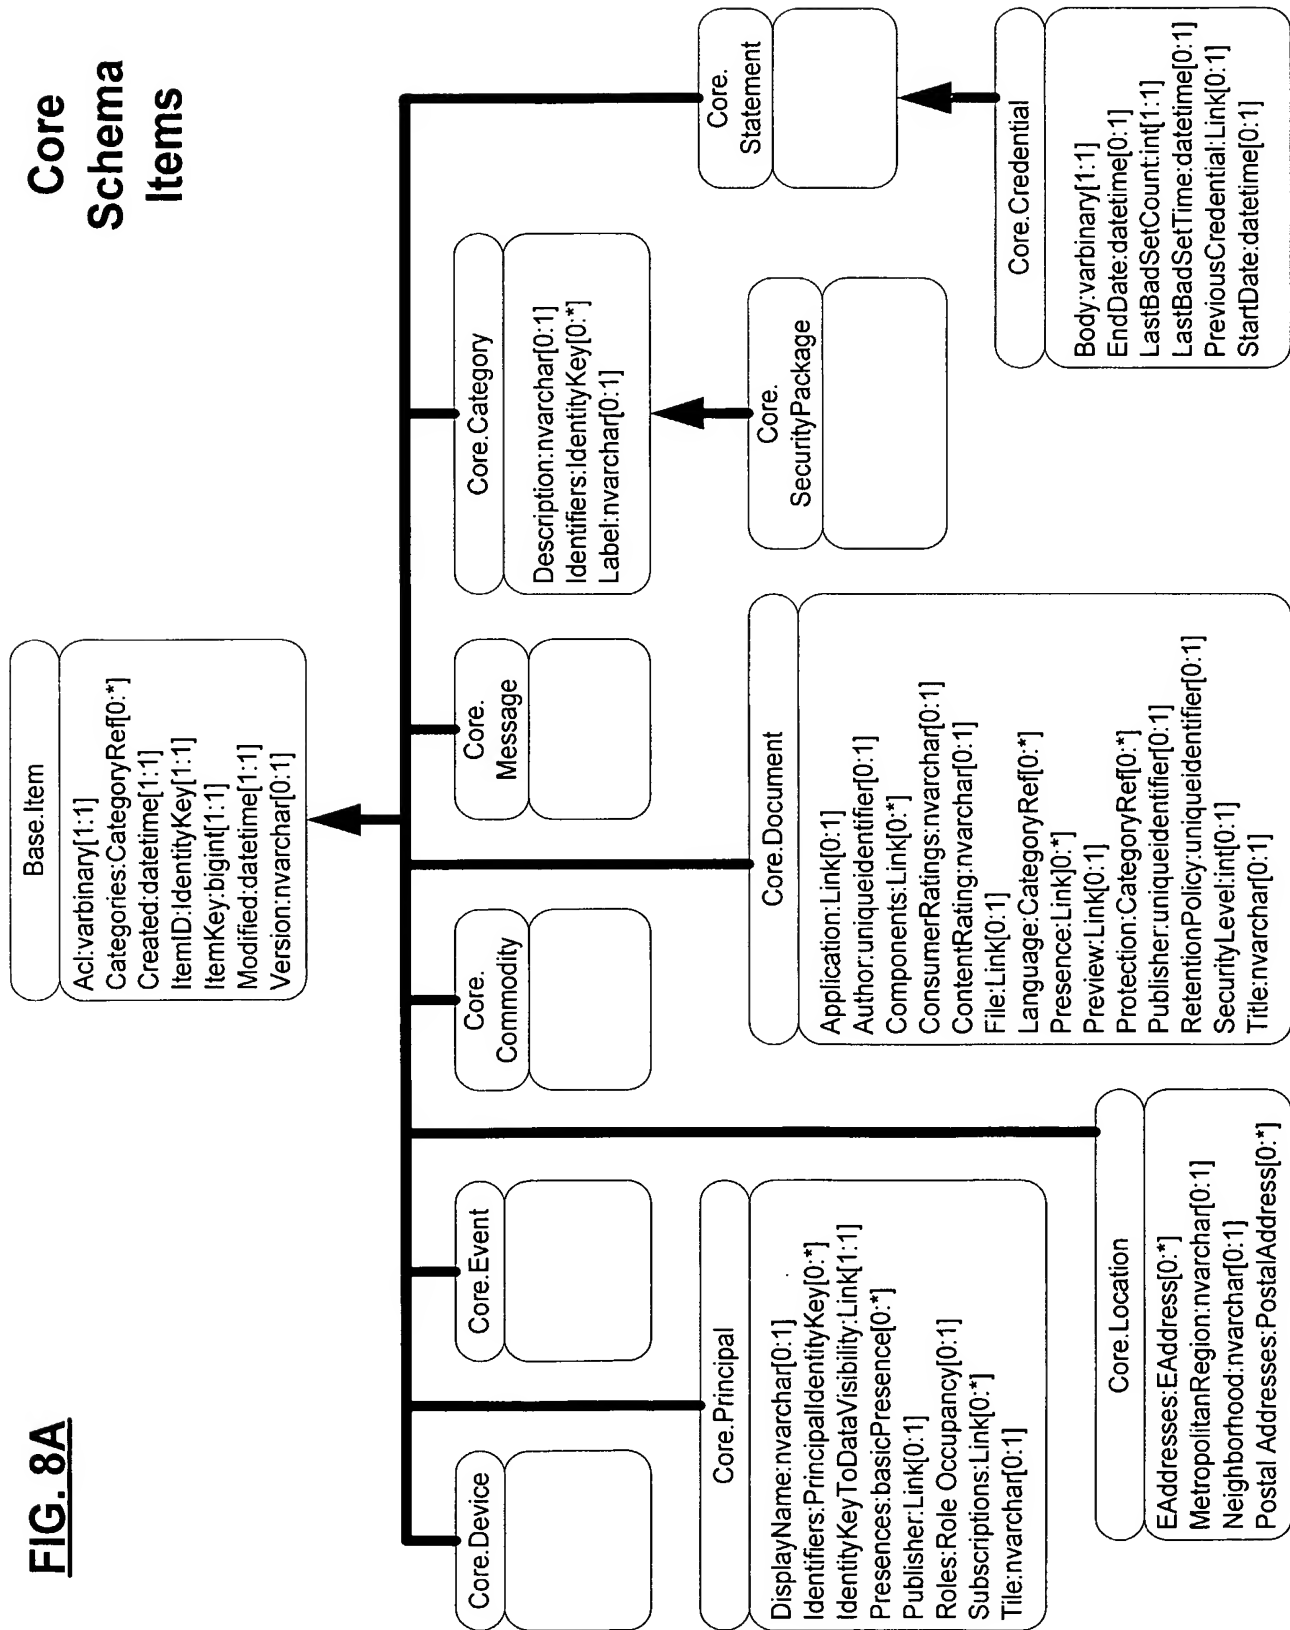 FIG. 8A
Core
Schema
Items
Base.Item
Acl:varbinary[1:1]
Categories:CategoryRef[0:*]
Created:datetime[1:1]
ItemID:IdentityKey[1:1]
ItemKey:bigint[1:1]
Modified:datetime[1:1]
Version:nvarchar[0:1]
Core.Device
Core.Event
Core.
Commodity
Core.
Message
Core.Category
Description:nvarchar[0:1]
Identifiers:IdentityKey[0:*]
Label:nvarchar[0:1]
Core.
Statement
Core.Principal
DisplayName:nvarchar[0:1]
Identifiers:PrincipalIdentityKey[0:*]
IdentityKeyToDataVisibility:Link[1:1]
Presences:basicPresence[0:*]
Publisher:Link[0:1]
Roles:Role Occupancy[0:1]
Subscriptions:Link[0:*]
Tile:nvarchar[0:1]
Core.Document
Application:Link[0:1]
Author:uniqueidentifier[0:1]
Components:Link[0:*]
ConsumerRatings:nvarchar[0:1]
ContentRating:nvarchar[0:1]
File:Link[0:1]
Language:CategoryRef[0:*]
Presence:Link]0:*]
Preview:Link[0:1]
Protection:CategoryRef[0:*]
Publisher:uniqueidentifier[0:1]
RetentionPolicy:uniqueidentifier[0:1]
SecurityLevel:int[0:1]
Title:nvarchar[0:1]
Core.
SecurityPackage
Core.Credential
Body:varbinary[1:1]
EndDate:datetime[0:1]
LastBadSetCount:int[1:1]
LastBadSetTime:datetime[0:1]
PreviousCredential:Link[0:1]
StartDate:datetime[0:1]
Core.Location
EAddresses:EAddress[0:*]
MetropolitanRegion:nvarchar[0:1]
Neighborhood:nvarchar[0:1]
Postal Addresses:PostalAddress[0:*]